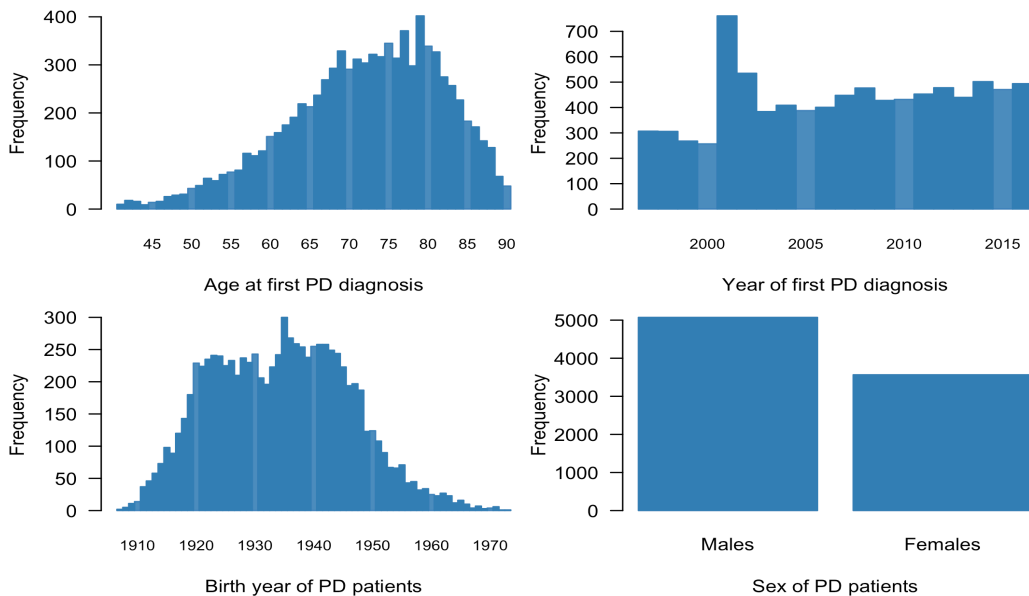 400
300
200
100
0
Frequency
45 50 55 60 65 70 75 80 85 90
Age at first PD diagnosis
700
600
500
400
300
200
100
0
Frequency
2000 2005 2010 2015
Year of first PD diagnosis
300
250
200
150
100
50
0
Frequency
1910 1920 1930 1940 1950 1960 1970
Birth year of PD patients
5000
4000
3000
2000
1000
0
Frequency
Males Females
Sex of PD patients